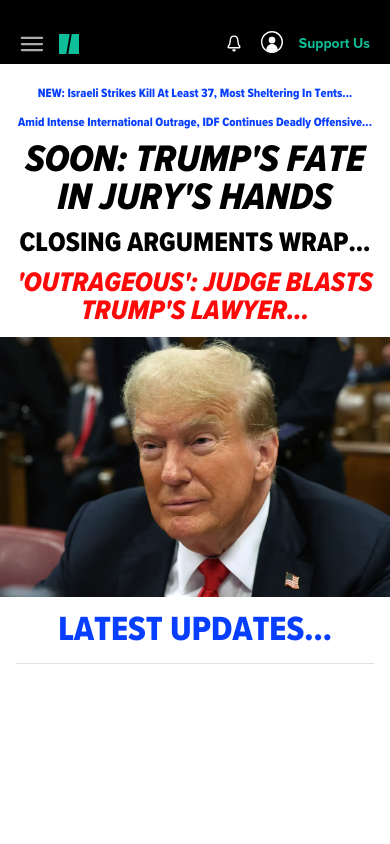 Support Us
NEW: Israeli Strikes Kill At Least 37, Most Sheltering In Tents...
Amid Intense International Outrage, IDF Continues Deadly Offensive...
SOON: TRUMP'S FATE
IN JURY'S HANDS
CLOSING ARGUMENTS WRAP...
'OUTRAGEOUS': JUDGE BLASTS
TRUMP'S LAWYER...
LATEST UPDATES...